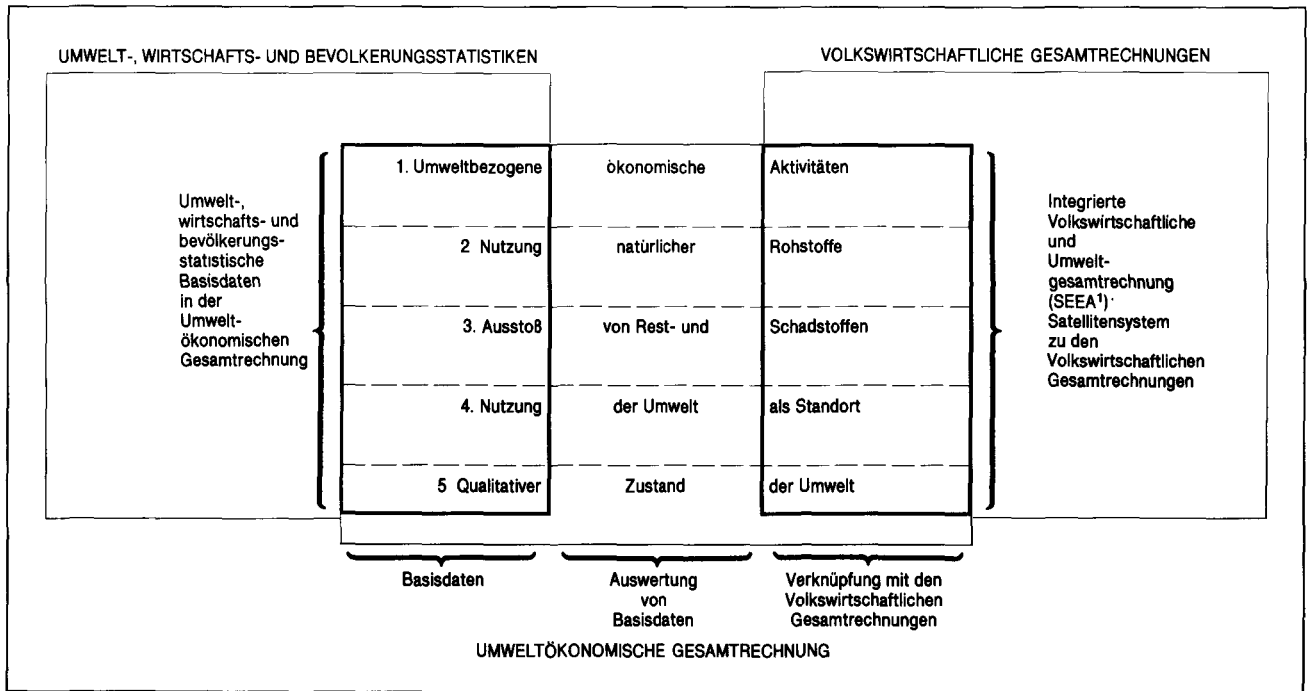 UMWELT-, WIRTSCHAFTS- UND BEVOLKERUNGSSTATISTIKEN
VOLKSWIRTSCHAFTLICHE GESAMTRECHNUNGEN
Umwelt-,
wirtschafts- und
bevölkerungs-
statistische
Basisdaten
in der
Umwelt-
ökonomischen
Gesamtrechnung
1. Umweltbezogene ökonomische Aktivitäten
2 Nutzung natürlicher Rohstoffe
3. Ausstoß von Rest- und Schadstoffen
4. Nutzung der Umwelt als Standort
5 Qualitativer Zustand der Umwelt
Integrierte
Volkswirtschaftliche
und
Umwelt-
gesamtrechnung
(SEEA¹)·
Satellitensystem
zu den
Volkswirtschaftlichen
Gesamtrechnungen
Basisdaten
Auswertung
von
Basisdaten
Verknüpfung mit den
Volkswirtschaftlichen
Gesamtrechnungen
UMWELTÖKONOMISCHE GESAMTRECHNUNG